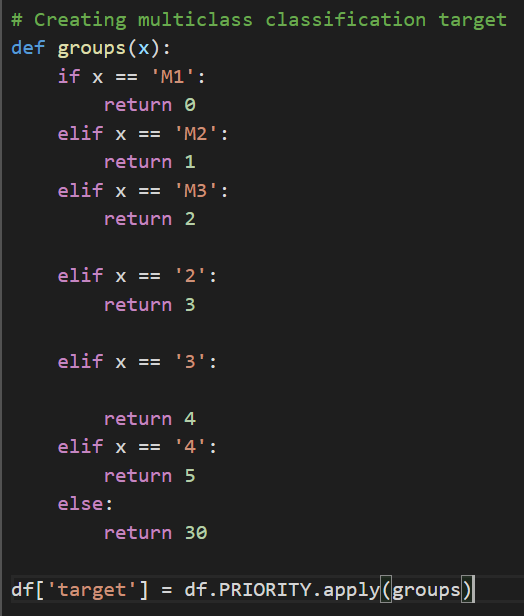 # Creating multiclass classification target
def groups(x):
    if x == 'M1':
        return 0
    elif x == 'M2':
        return 1
    elif x == 'M3':
        return 2

    elif x == '2':
        return 3

    elif x == '3':

        return 4
    elif x == '4':
        return 5
    else:
        return 30

df['target'] = df.PRIORITY.apply(groups)